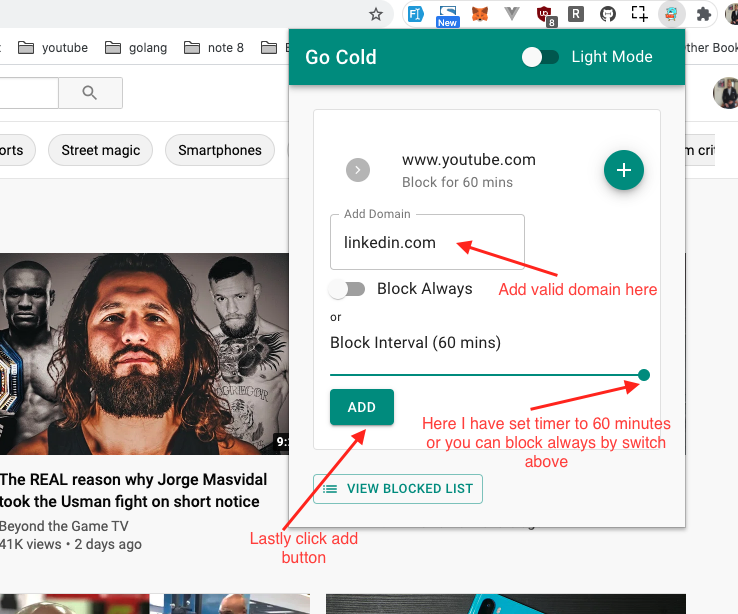 New
8
youtube
golang
note 8
ther Book
Go Cold
Light Mode
orts
Street magic
Smartphones
m crit
www.youtube.com
Block for 60 mins
Add Domain
linkedin.com
Add valid domain here
Block Always
or
Block Interval (60 mins)
ADD
Here I have set timer to 60 minutes
or you can block always by switch
above
VIEW BLOCKED LIST
Lastly click add
button
The REAL reason why Jorge Masvidal
took the Usman fight on short notice
Beyond the Game TV
41K views • 2 days ago